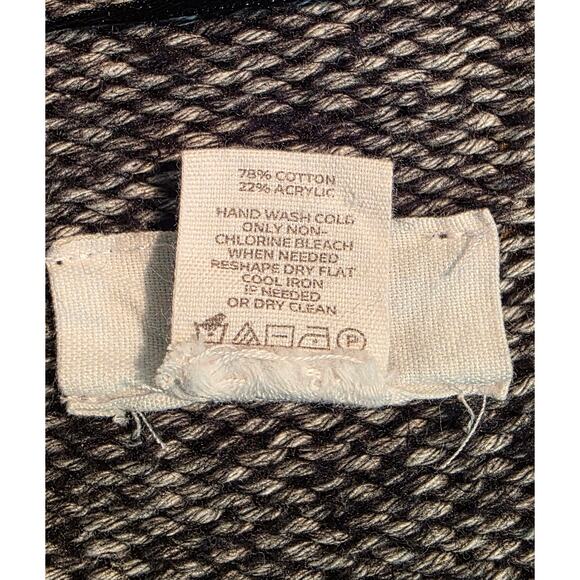 78% COTTON
22% ACRYLIC
HAND WASH COLD
ONLY NON-
CHLORINE BLEACH
WHEN NEEDED
RESHAPE DRY FLAT
COOL IRON
IF NEEDED
OR DRY CLEAN
P